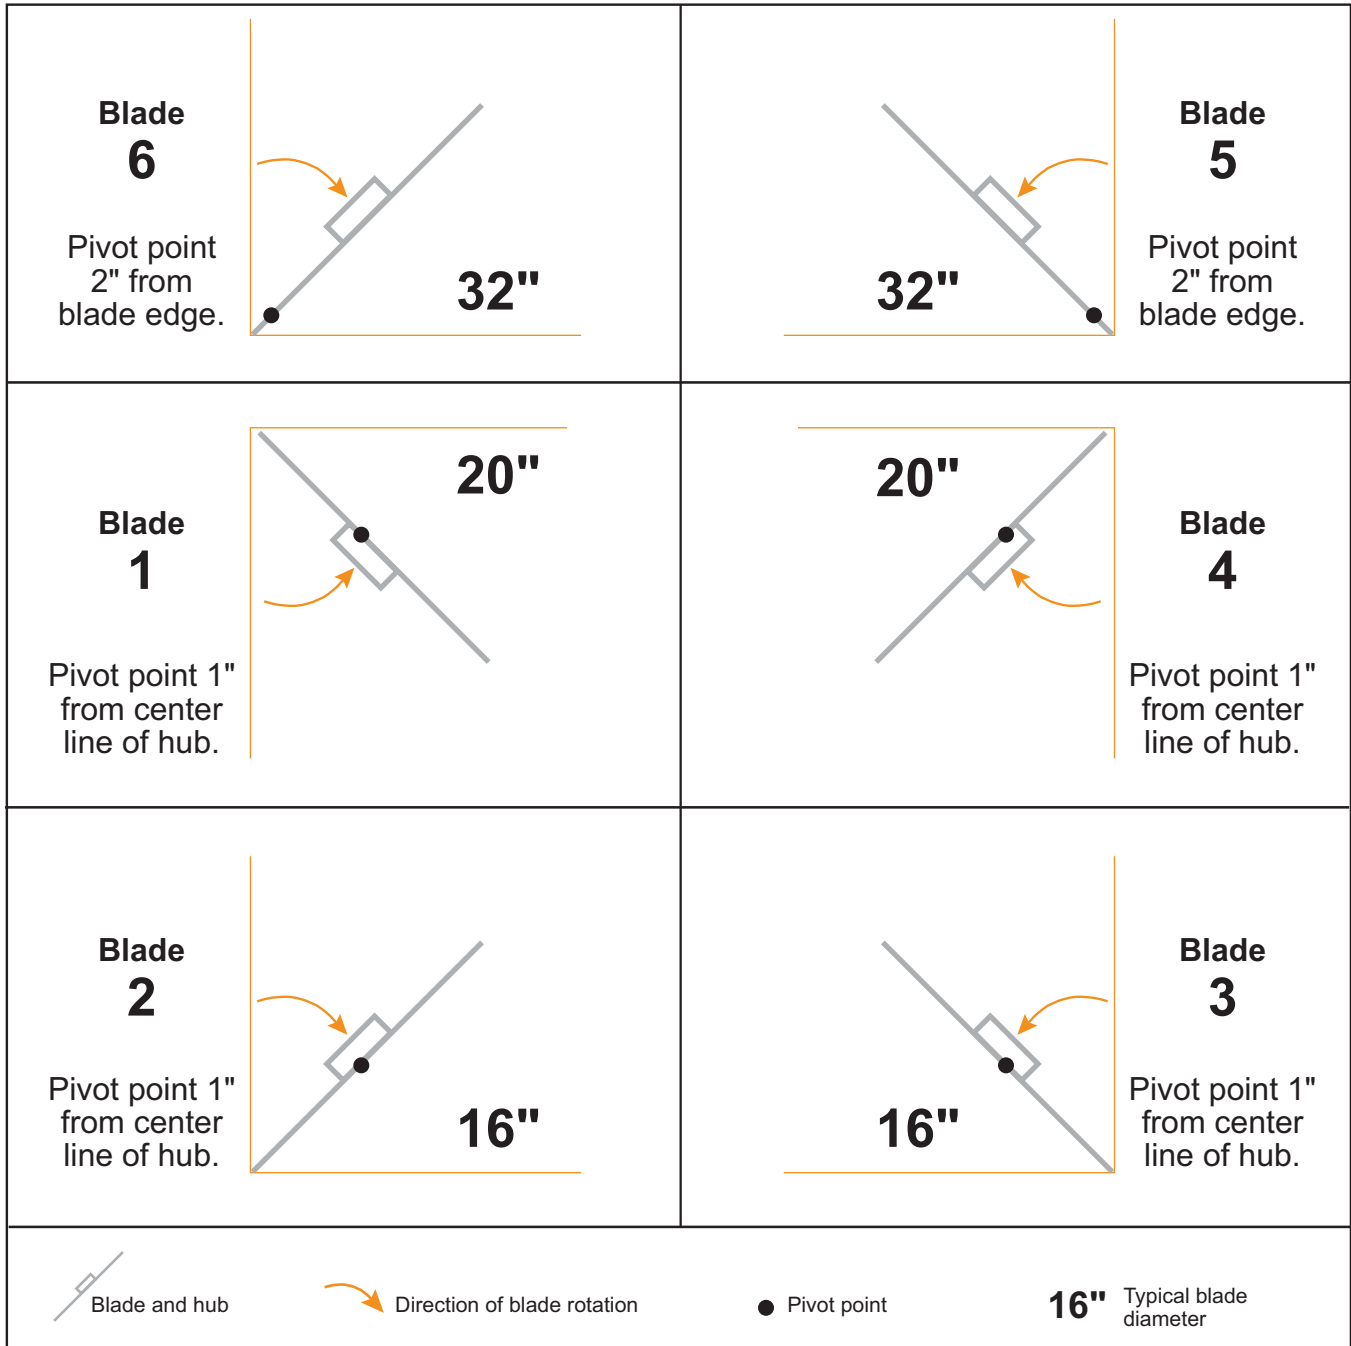 Blade
6
Pivot point
2" from
blade edge.
32"
Blade
5
Pivot point
2" from
blade edge.
32"
Blade
1
Pivot point 1"
from center
line of hub.
20"
Blade
4
Pivot point 1"
from center
line of hub.
20"
Blade
2
Pivot point 1"
from center
line of hub.
16"
Blade
3
Pivot point 1"
from center
line of hub.
16"
Blade and hub
Direction of blade rotation
Pivot point
16"
Typical blade
diameter